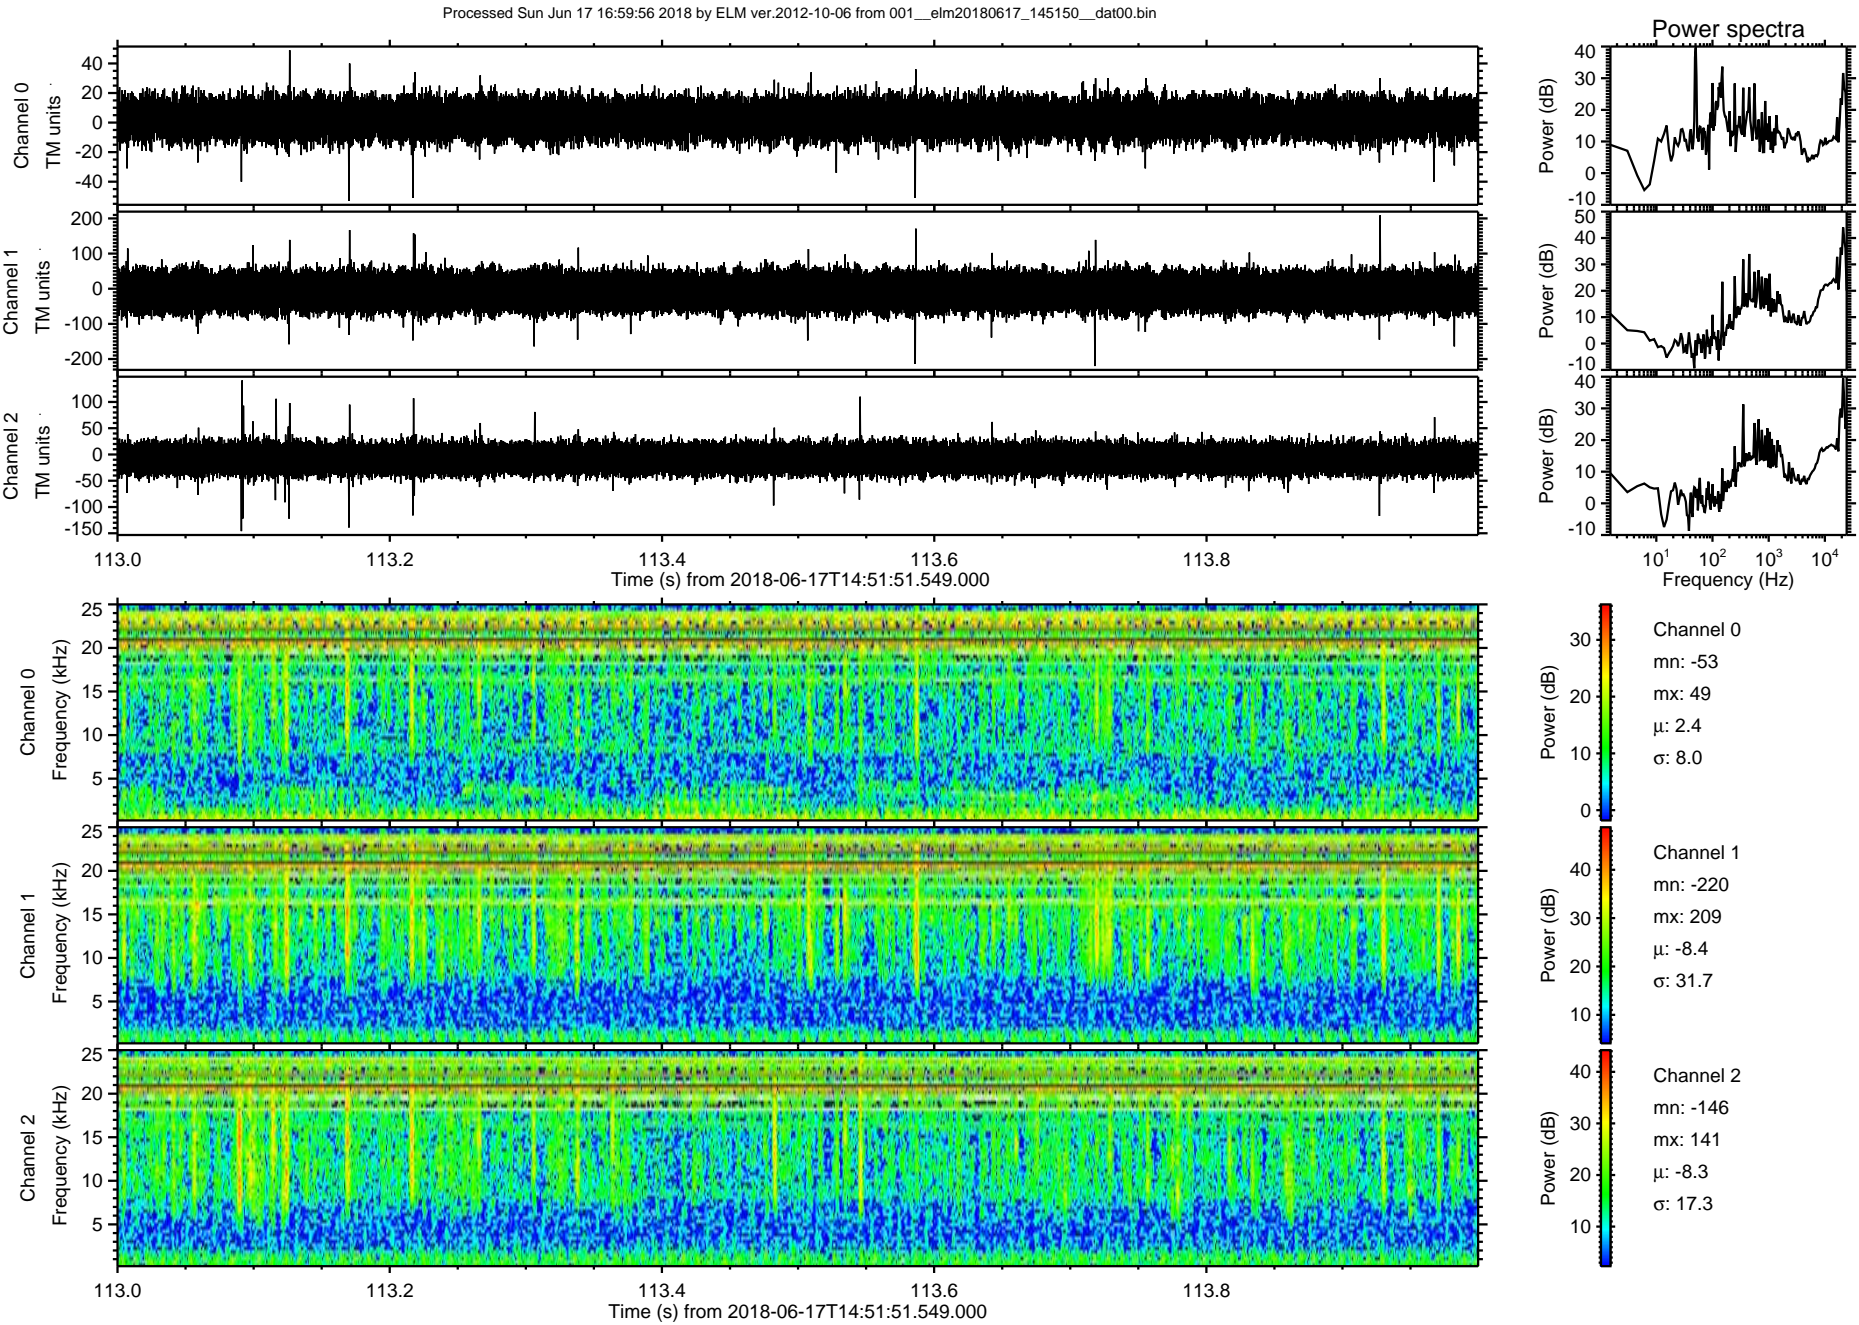 Processed Sun Jun 17 16:59:56 2018 by ELM ver.2012-10-06 from 001__elm20180617_145150__dat00.bin
Power spectra
Channel 0
TM units
40
20
0
-20
-40
Power (dB)
40
30
20
10
0
-10
Channel 1
TM units
200
100
0
-100
-200
Power (dB)
50
40
30
20
10
0
-10
Channel 2
TM units
100
50
0
-50
-100
-150
Power (dB)
40
30
20
10
0
-10
113.0 113.2 113.4 113.6 113.8
Time (s) from 2018-06-17T14:51:51.549.000
10¹ 10² 10³ 10⁴
Frequency (Hz)
Channel 0
Frequency (kHz)
25
20
15
10
5
Power (dB)
30
20
10
0
Channel 0
mn: -53
mx: 49
μ: 2.4
σ: 8.0
Channel 1
Frequency (kHz)
25
20
15
10
5
Power (dB)
40
30
20
10
Channel 1
mn: -220
mx: 209
μ: -8.4
σ: 31.7
Channel 2
Frequency (kHz)
25
20
15
10
5
Power (dB)
40
30
20
10
Channel 2
mn: -146
mx: 141
μ: -8.3
σ: 17.3
113.0 113.2 113.4 113.6 113.8
Time (s) from 2018-06-17T14:51:51.549.000